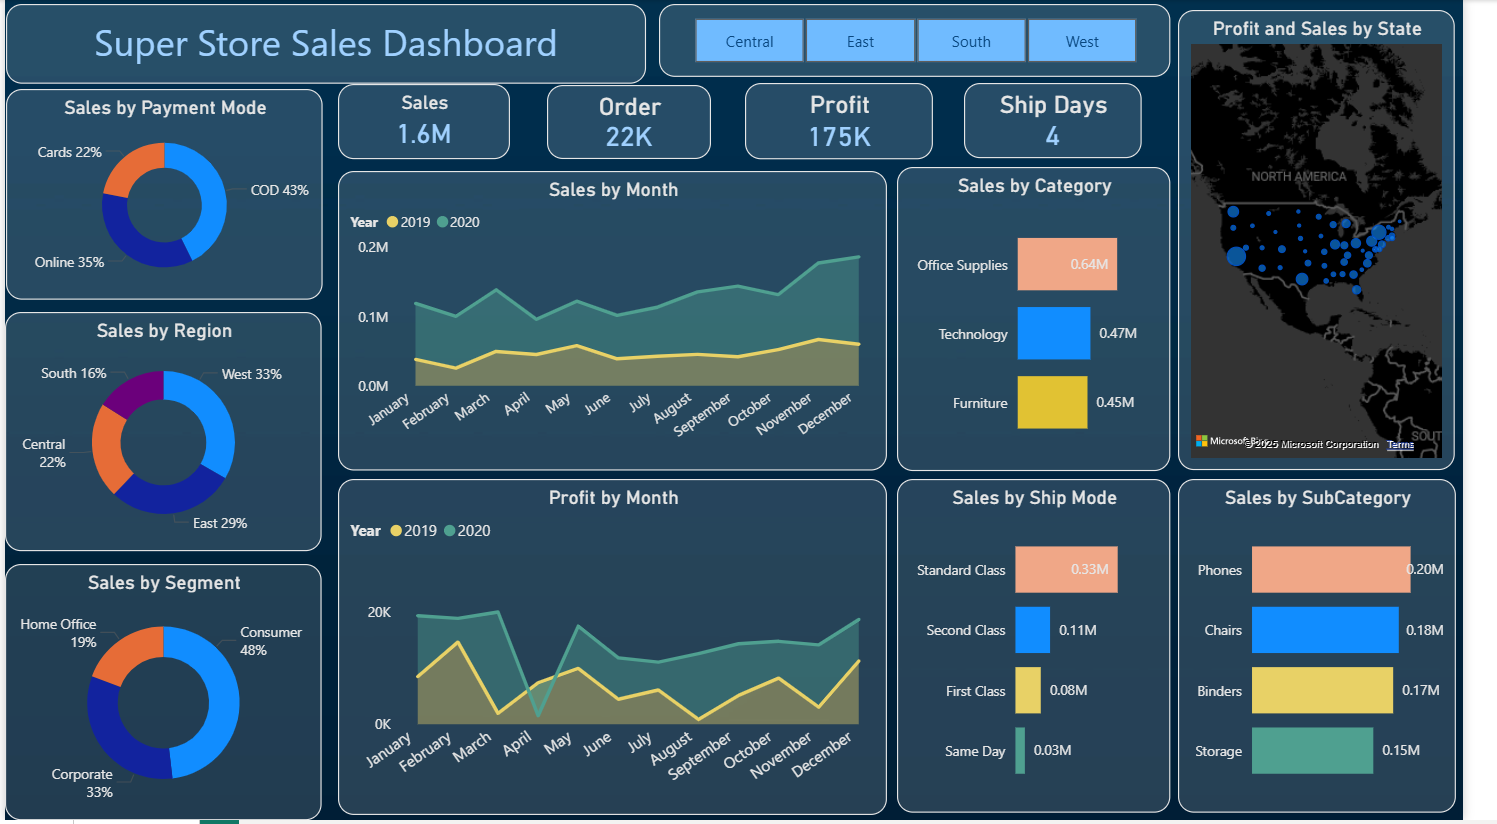 Super Store Sales Dashboard
Central East South West
Profit and Sales by State
NORTH AMERICA
© 2025 Microsoft Corporation Terms
SOUT
Sales
1.6M
Order
22K
Profit
175K
Ship Days
4
Sales by Payment Mode
Cards 22%
COD 43%
Online 35%
Sales by Region
South 16%
West 33%
Central
22%
East 29%
Sales by Segment
Home Office
19%
Consumer
48%
Corporate
33%
Sales by Month
Year 2019 2020
0.2M
0.1M
0.0M
January February March April May June July August September October November December
Sales by Category
Office Supplies 0.64M
Technology 0.47M
Furniture 0.45M
Profit by Month
Year 2019 2020
20K
0K
January February March April May June July August September October November December
Sales by Ship Mode
Standard Class 0.33M
Second Class 0.11M
First Class 0.08M
Same Day 0.03M
Sales by SubCategory
Phones 0.20M
Chairs 0.18M
Binders 0.17M
Storage 0.15M